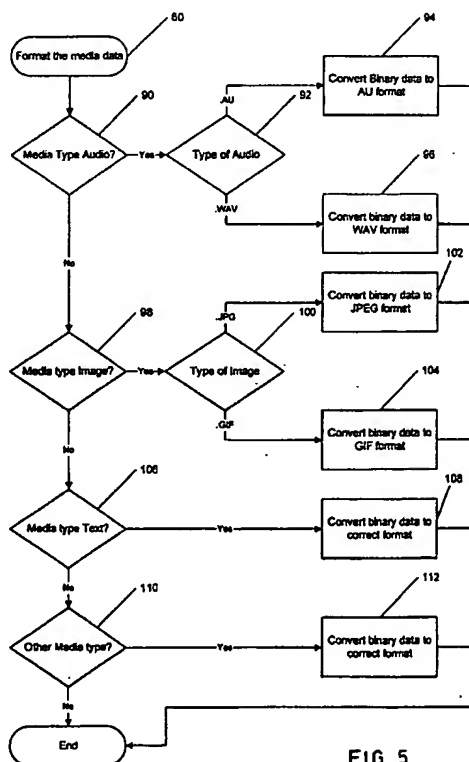 60
Format the media data
90
Media Type Audio?
Yes
Type of Audio
92
.AU
94
Convert Binary data to
AU format
.WAV
96
Convert binary data to
WAV format
No
98
Media type Image?
Yes
Type of Image
100
.JPG
102
Convert binary data to
JPEG format
.GIF
104
Convert binary data to
GIF format
No
106
Media type Text?
Yes
108
Convert binary data to
correct format
No
110
Other Media type?
Yes
112
Convert binary data to
correct format
No
End
FIG. 5